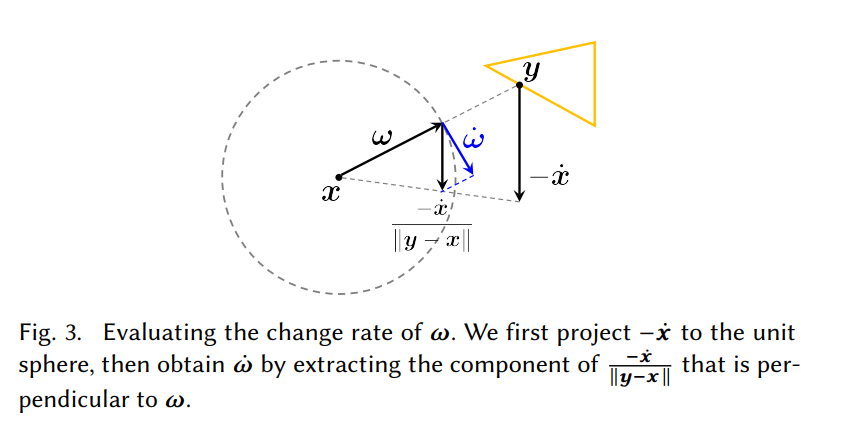 y
ω
ω̇
x
−ẋ
−ẋ
‖y − x‖
Fig. 3. Evaluating the change rate of ω. We first project −ẋ to the unit
sphere, then obtain ω̇ by extracting the component of −ẋ/‖y−x‖ that is per-
pendicular to ω.